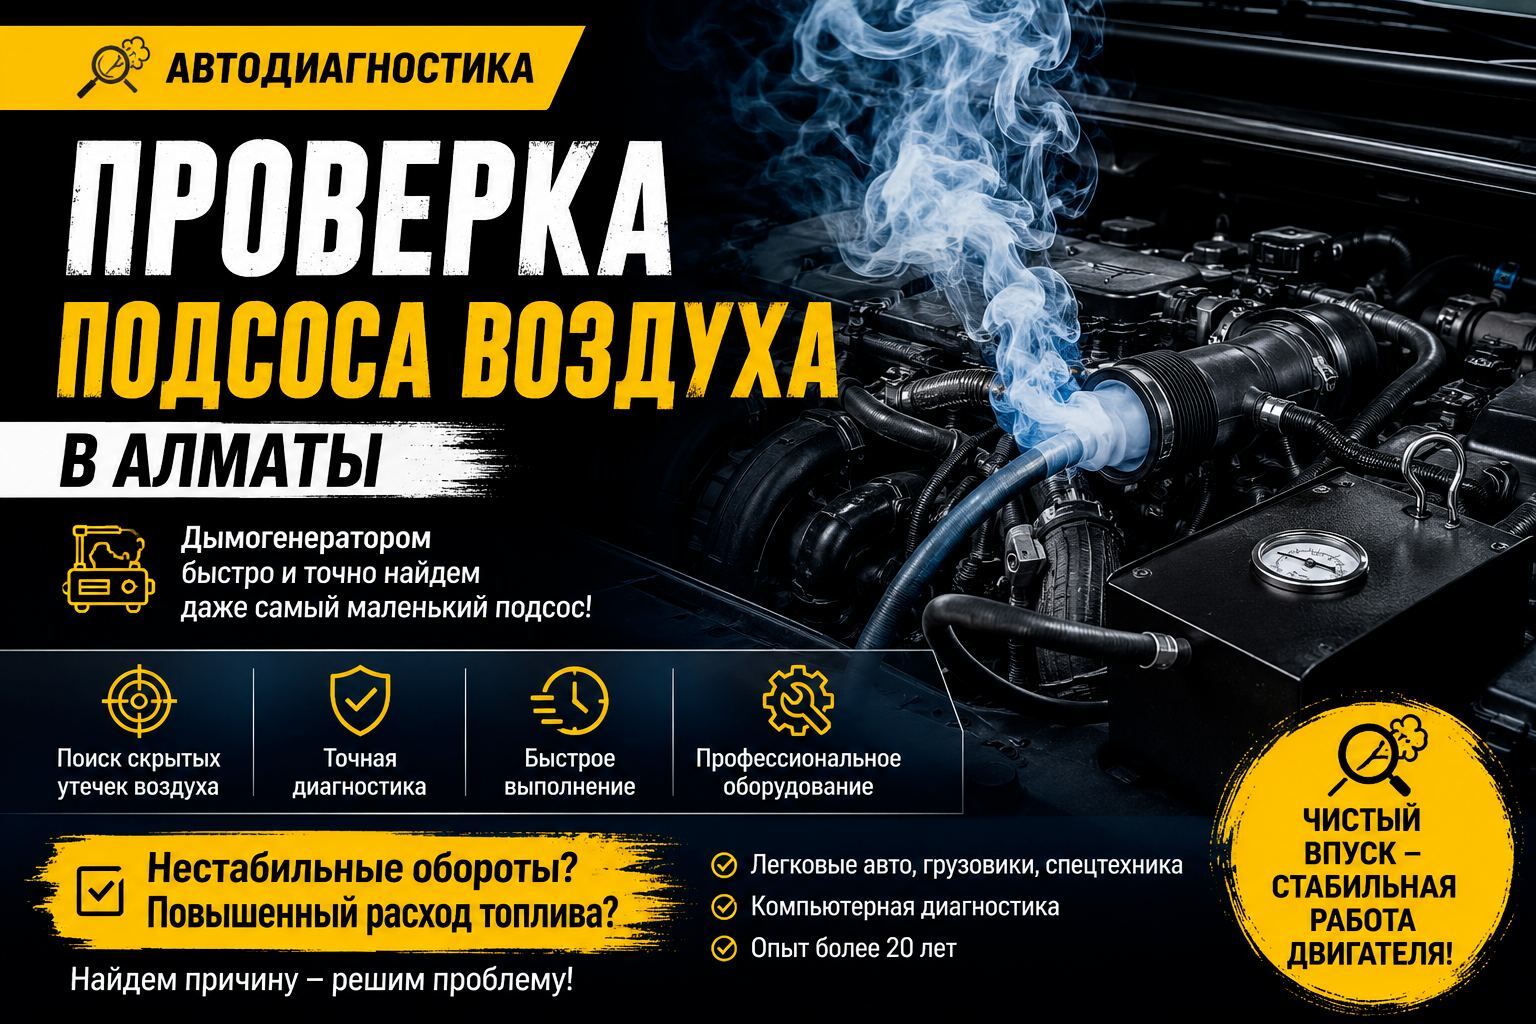 АВТОДИАГНОСТИКА
ПРОВЕРКА
ПОДСОСА ВОЗДУХА
В АЛМАТЫ
Дымогенератором
быстро и точно найдем
даже самый маленький подсос!
Поиск скрытых
утечек воздуха
Точная
диагностика
Быстрое
выполнение
Профессиональное
оборудование
Нестабильные обороты?
Повышенный расход топлива?
Найдем причину – решим проблему!
Легковые авто, грузовики, спецтехника
Компьютерная диагностика
Опыт более 20 лет
ЧИСТЫЙ
ВПУСК –
СТАБИЛЬНАЯ
РАБОТА
ДВИГАТЕЛЯ!